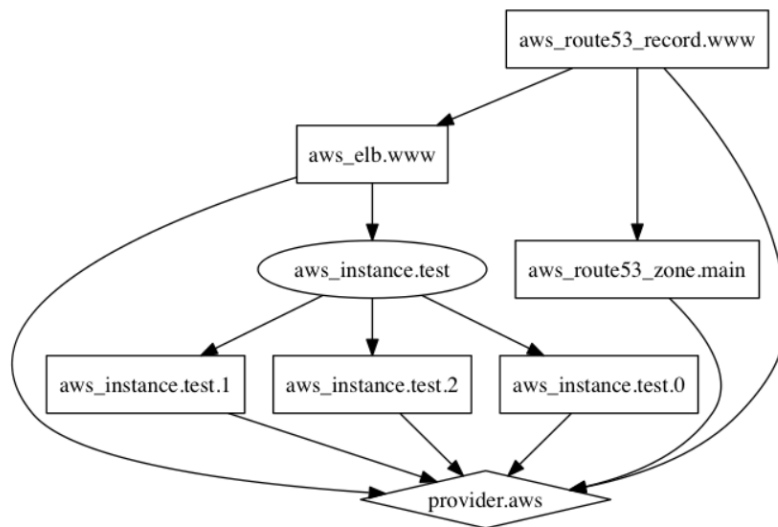 aws_route53_record.www
aws_elb.www
aws_instance.test
aws_route53_zone.main
aws_instance.test.1
aws_instance.test.2
aws_instance.test.0
provider.aws